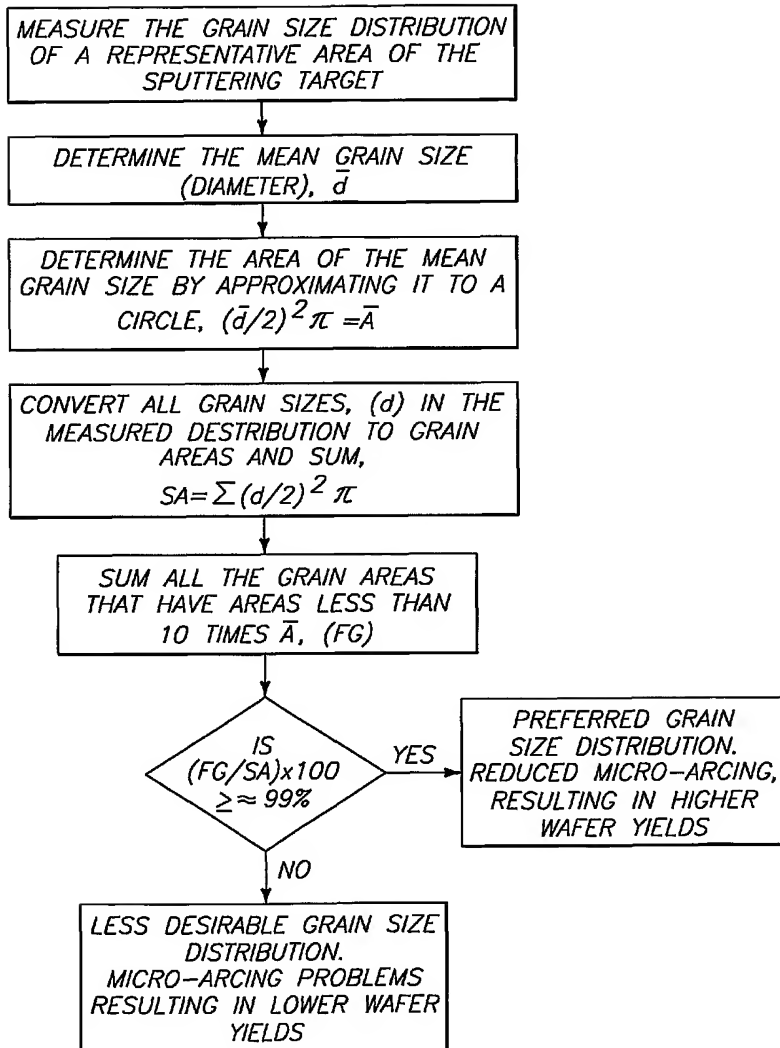 MEASURE THE GRAIN SIZE DISTRIBUTION
OF A REPRESENTATIVE AREA OF THE
SPUTTERING TARGET
DETERMINE THE MEAN GRAIN SIZE
(DIAMETER), d̅
DETERMINE THE AREA OF THE MEAN
GRAIN SIZE BY APPROXIMATING IT TO A
CIRCLE, (d̅/2)² π =A̅
CONVERT ALL GRAIN SIZES, (d) IN THE
MEASURED DESTRIBUTION TO GRAIN
AREAS AND SUM,
SA=∑(d/2)² π
SUM ALL THE GRAIN AREAS
THAT HAVE AREAS LESS THAN
10 TIMES A̅, (FG)
IS
(FG/SA)x100
≥≈99%
YES
PREFERRED GRAIN
SIZE DISTRIBUTION.
REDUCED MICRO-ARCING,
RESULTING IN HIGHER
WAFER YIELDS
NO
LESS DESIRABLE GRAIN SIZE
DISTRIBUTION.
MICRO-ARCING PROBLEMS
RESULTING IN LOWER WAFER
YIELDS